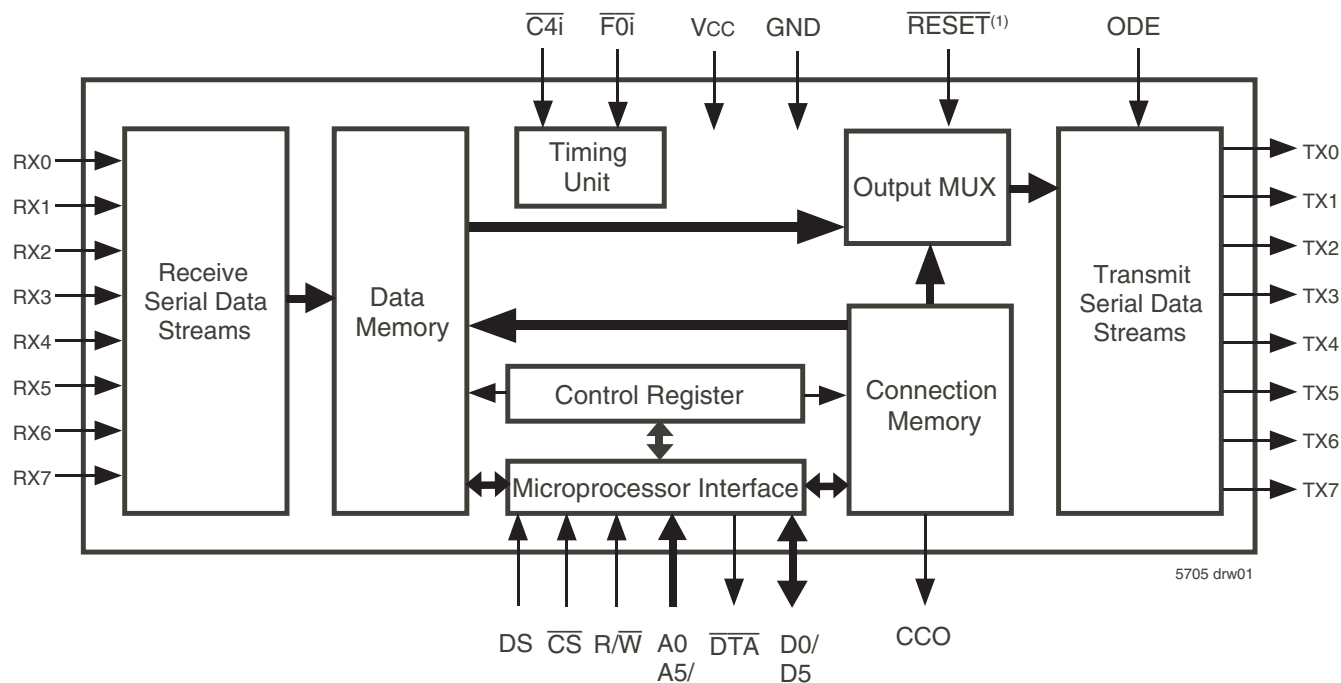 C4i F0i VCC GND RESET(1) ODE
RX0
RX1
RX2
RX3
RX4
RX5
RX6
RX7
Receive
Serial Data
Streams
Data
Memory
Timing
Unit
Output MUX
Control Register
Microprocessor Interface
Connection
Memory
Transmit
Serial Data
Streams
TX0
TX1
TX2
TX3
TX4
TX5
TX6
TX7
5705 drw01
DS CS R/W A0 DTA D0/ CCO
A5/ D5